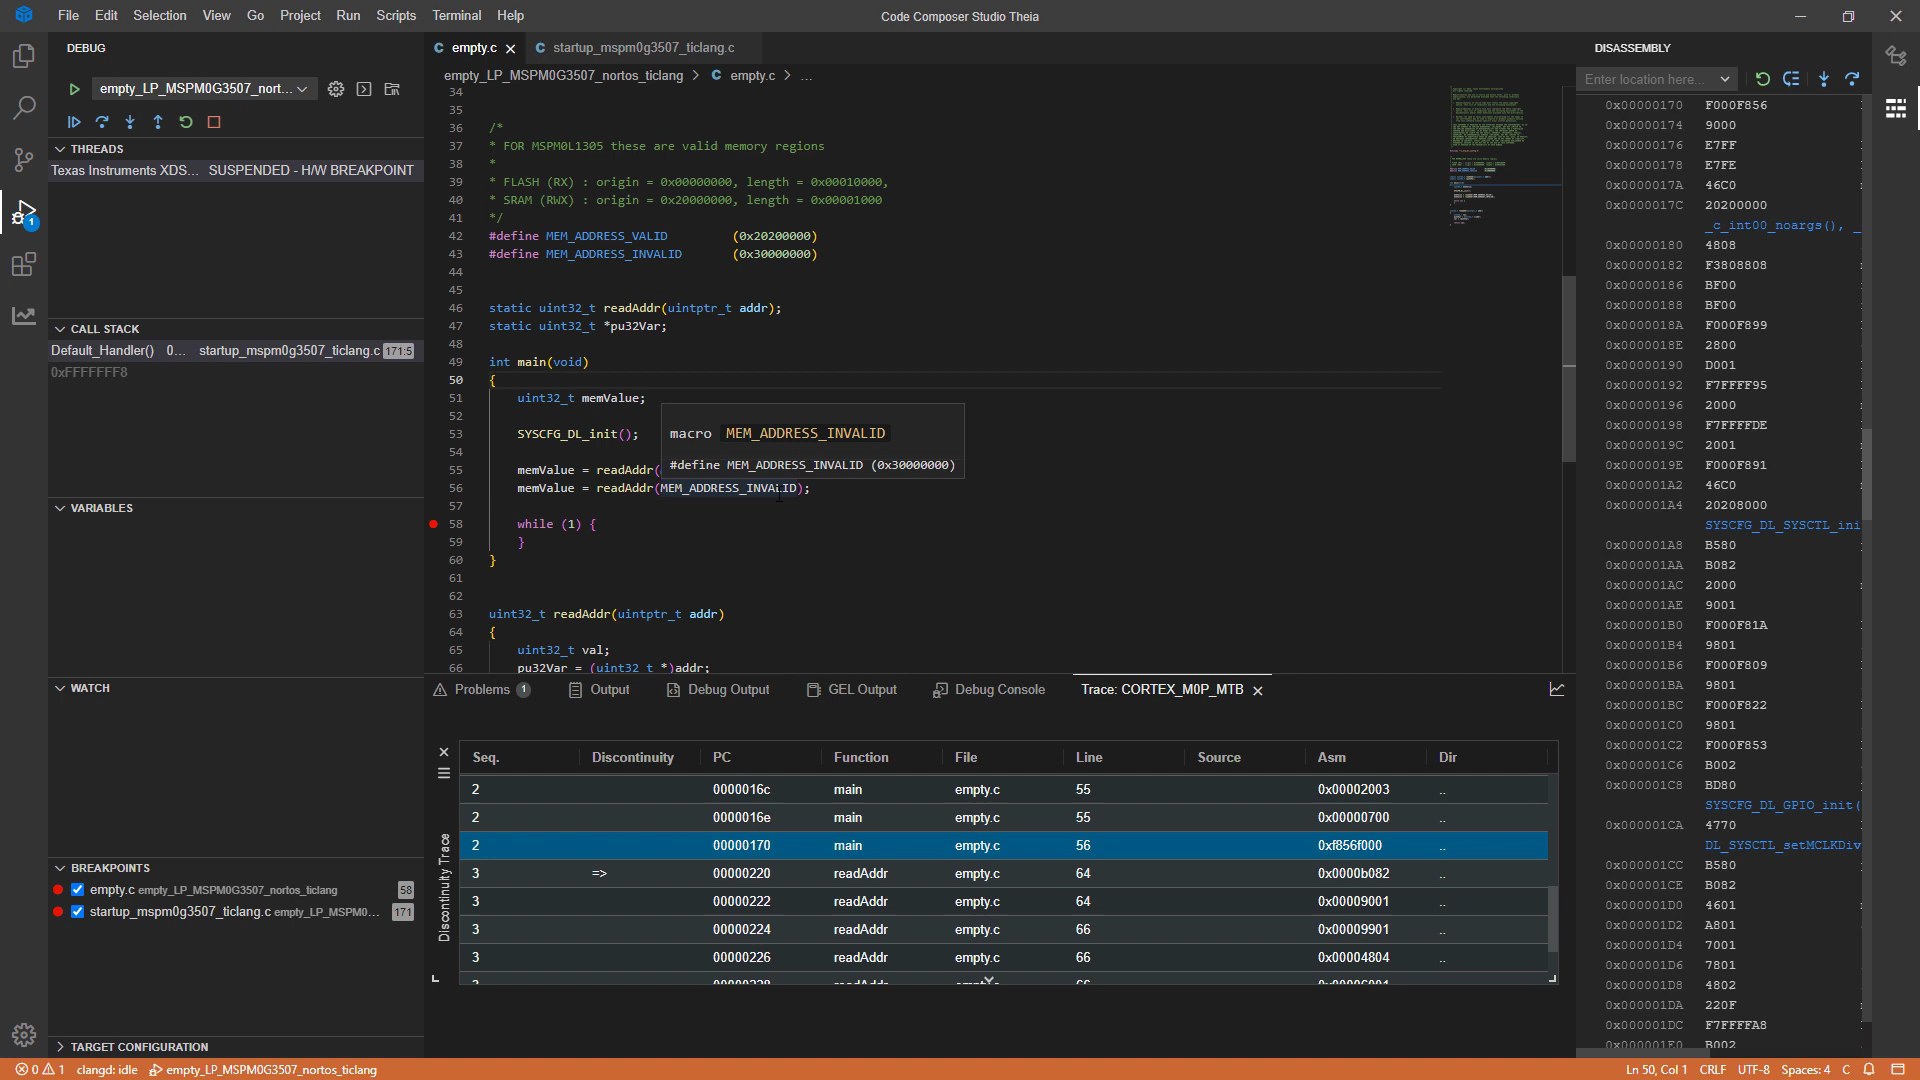 File Edit Selection View Go Project Run Scripts Terminal Help
Code Composer Studio Theia
DEBUG
empty_LP_MSPM0G3507_nort...
THREADS
Texas Instruments XDS... SUSPENDED - H/W BREAKPOINT
CALL STACK
Default_Handler() 0... startup_mspm0g3507_ticlang.c 171:5
0xFFFFFFF8
VARIABLES
WATCH
BREAKPOINTS
empty.c empty_LP_MSPM0G3507_nortos_ticlang 58
startup_mspm0g3507_ticlang.c empty_LP_MSPM0... 171
TARGET CONFIGURATION
1
C empty.c
C startup_mspm0g3507_ticlang.c
empty_LP_MSPM0G3507_nortos_ticlang > C empty.c > ...
34
35
36 /*
37 * FOR MSPM0L1305 these are valid memory regions
38 *
39 * FLASH (RX) : origin = 0x00000000, length = 0x00010000,
40 * SRAM (RWX) : origin = 0x20000000, length = 0x00001000
41 */
42 #define MEM_ADDRESS_VALID (0x20200000)
43 #define MEM_ADDRESS_INVALID (0x30000000)
44
45
46 static uint32_t readAddr(uintptr_t addr);
47 static uint32_t *pu32Var;
48
49 int main(void)
50 {
51 uint32_t memValue;
52
53 SYSCFG_DL_init();
54
55 memValue = readAddr(
56 memValue = readAddr(MEM_ADDRESS_INVALID);
57
58 while (1) {
59 }
60 }
61
62
63 uint32_t readAddr(uintptr_t addr)
64 {
65 uint32_t val;
66 pu32Var = (uint32_t *)addr;
macro MEM_ADDRESS_INVALID
#define MEM_ADDRESS_INVALID (0x30000000)
Problems 1 Output Debug Output GEL Output Debug Console Trace: CORTEX_M0P_MTB
Discontinuity Trace
Seq. Discontinuity PC Function File Line Source Asm Dir
2 0000016c main empty.c 55 0x00002003 ..
2 0000016e main empty.c 55 0x00000700 ..
2 00000170 main empty.c 56 0xf856f000 ..
3 => 00000220 readAddr empty.c 64 0x0000b082 ..
3 00000222 readAddr empty.c 64 0x00009001 ..
3 00000224 readAddr empty.c 66 0x00009901 ..
3 00000226 readAddr empty.c 66 0x00004804 ..
DISASSEMBLY
Enter location here...
0x00000170 F000F856
0x00000174 9000
0x00000176 E7FF
0x00000178 E7FE
0x0000017A 46C0
0x0000017C 20200000
_c_int00_noargs(), _
0x00000180 4808
0x00000182 F3808808
0x00000186 BF00
0x00000188 BF00
0x0000018A F000F899
0x0000018E 2800
0x00000190 D001
0x00000192 F7FFFF95
0x00000196 2000
0x00000198 F7FFFFDE
0x0000019C 2001
0x0000019E F000F891
0x000001A2 46C0
0x000001A4 20208000
SYSCFG_DL_SYSCTL_ini
0x000001A8 B580
0x000001AA B082
0x000001AC 2000
0x000001AE 9001
0x000001B0 F000F81A
0x000001B4 9801
0x000001B6 F000F809
0x000001BA 9801
0x000001BC F000F822
0x000001C0 9801
0x000001C2 F000F853
0x000001C6 B002
0x000001C8 BD80
SYSCFG_DL_GPIO_init(
0x000001CA 4770
DL_SYSCTL_setMCLKDiv
0x000001CC B580
0x000001CE B082
0x000001D0 4601
0x000001D2 A801
0x000001D4 7001
0x000001D6 7801
0x000001D8 4802
0x000001DA 220F
0x000001DC F7FFFFA8
0x000001E0 B002
0 1 clangd: idle empty_LP_MSPM0G3507_nortos_ticlang
Ln 50, Col 1 CRLF UTF-8 Spaces: 4 C